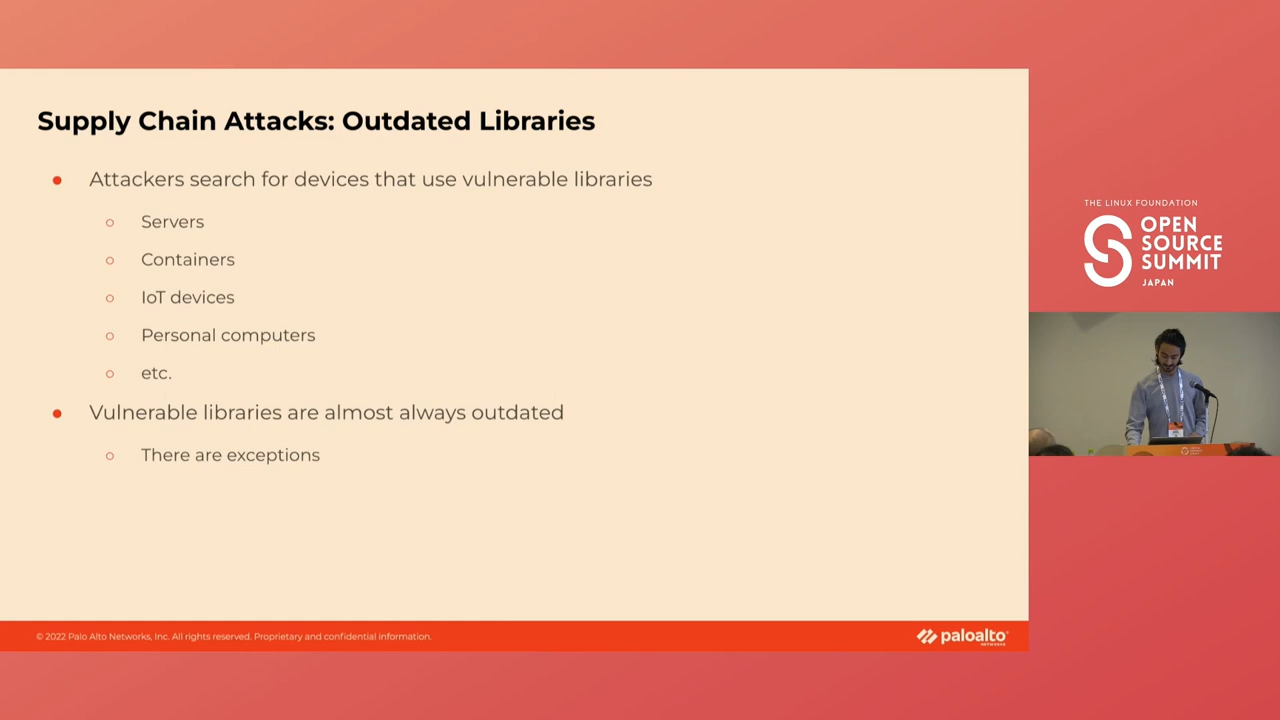 Supply Chain Attacks: Outdated Libraries
Attackers search for devices that use vulnerable libraries
Servers
Containers
IoT devices
Personal computers
etc.
Vulnerable libraries are almost always outdated
There are exceptions
© 2022 Palo Alto Networks, Inc. All rights reserved. Proprietary and confidential information.
paloalto
NETWORKS
THE LINUX FOUNDATION
OPEN
SOURCE
SUMMIT
JAPAN